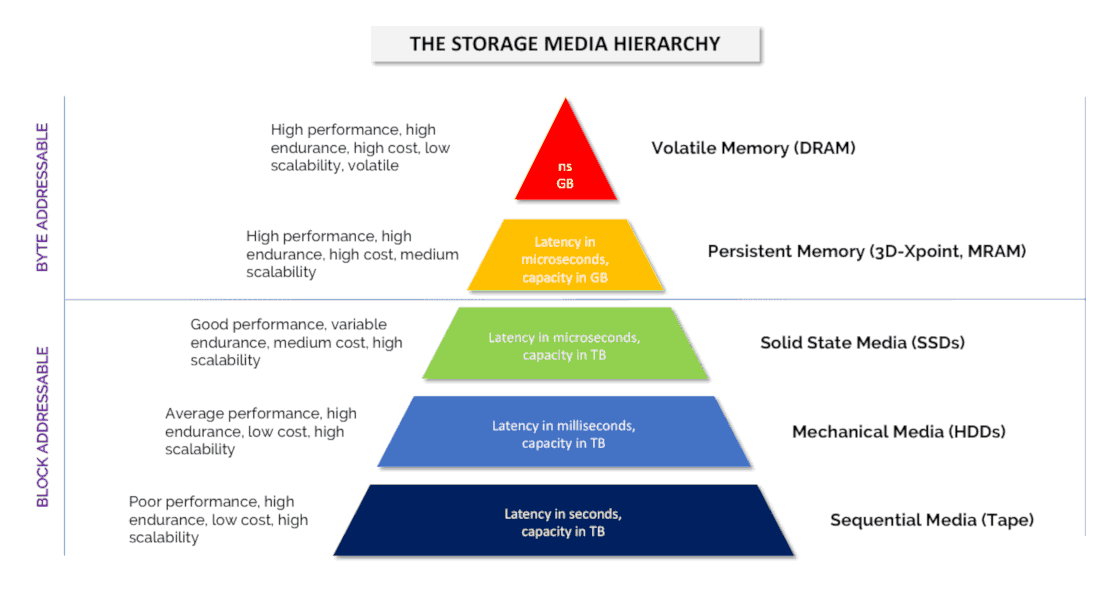 THE STORAGE MEDIA HIERARCHY
BYTE ADDRESSABLE
High performance, high
endurance, high cost, low
scalability, volatile
ns
GB
Volatile Memory (DRAM)
High performance, high
endurance, high cost, medium
scalability
Latency in
microseconds,
capacity in GB
Persistent Memory (3D-Xpoint, MRAM)
BLOCK ADDRESSABLE
Good performance, variable
endurance, medium cost, high
scalability
Latency in microseconds,
capacity in TB
Solid State Media (SSDs)
Average performance, high
endurance, low cost, high
scalability
Latency in milliseconds,
capacity in TB
Mechanical Media (HDDs)
Poor performance, high
endurance, low cost, high
scalability
Latency in seconds,
capacity in TB
Sequential Media (Tape)